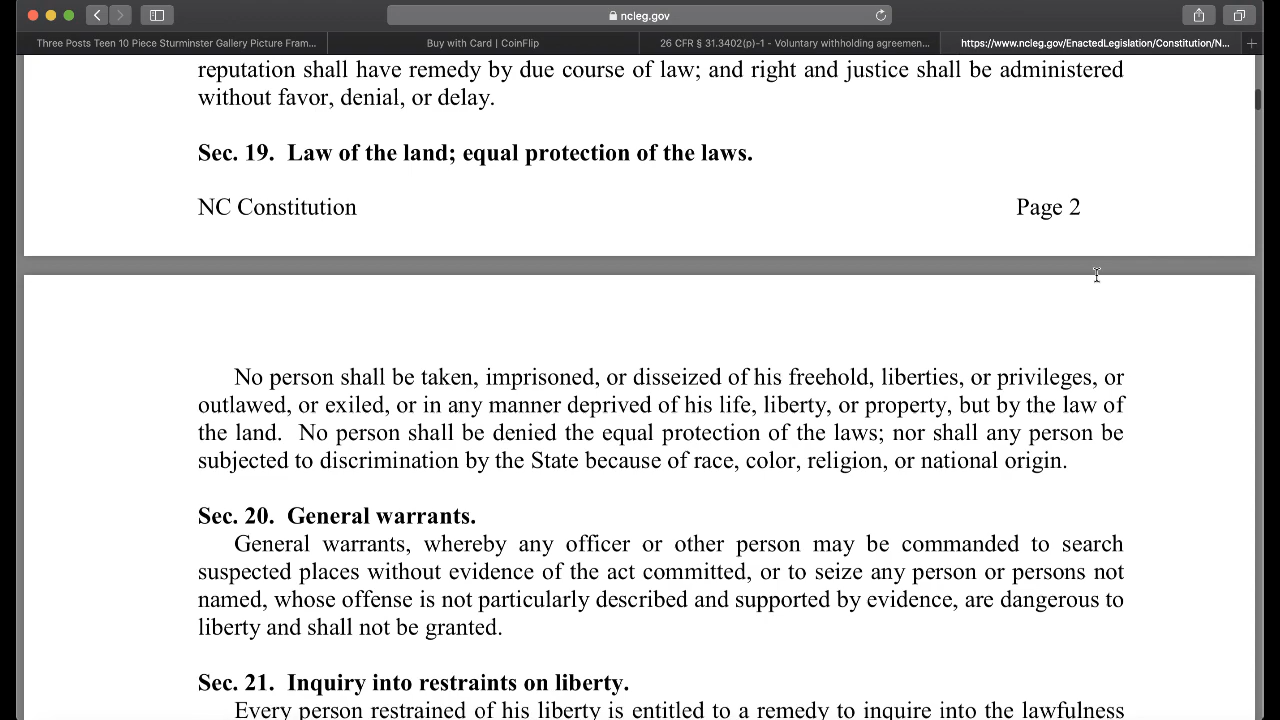 ncleg.gov
Three Posts Teen 10 Piece Sturminster Gallery Picture Fram...
Buy with Card | CoinFlip
26 CFR § 31.3402(p)-1 - Voluntary withholding agreemen...
https://www.ncleg.gov/EnactedLegislation/Constitution/N...
reputation shall have remedy by due course of law; and right and justice shall be administered
without favor, denial, or delay.
Sec. 19. Law of the land; equal protection of the laws.
NC Constitution Page 2
No person shall be taken, imprisoned, or disseized of his freehold, liberties, or privileges, or
outlawed, or exiled, or in any manner deprived of his life, liberty, or property, but by the law of
the land. No person shall be denied the equal protection of the laws; nor shall any person be
subjected to discrimination by the State because of race, color, religion, or national origin.
Sec. 20. General warrants.
General warrants, whereby any officer or other person may be commanded to search
suspected places without evidence of the act committed, or to seize any person or persons not
named, whose offense is not particularly described and supported by evidence, are dangerous to
liberty and shall not be granted.
Sec. 21. Inquiry into restraints on liberty.
Every person restrained of his liberty is entitled to a remedy to inquire into the lawfulness